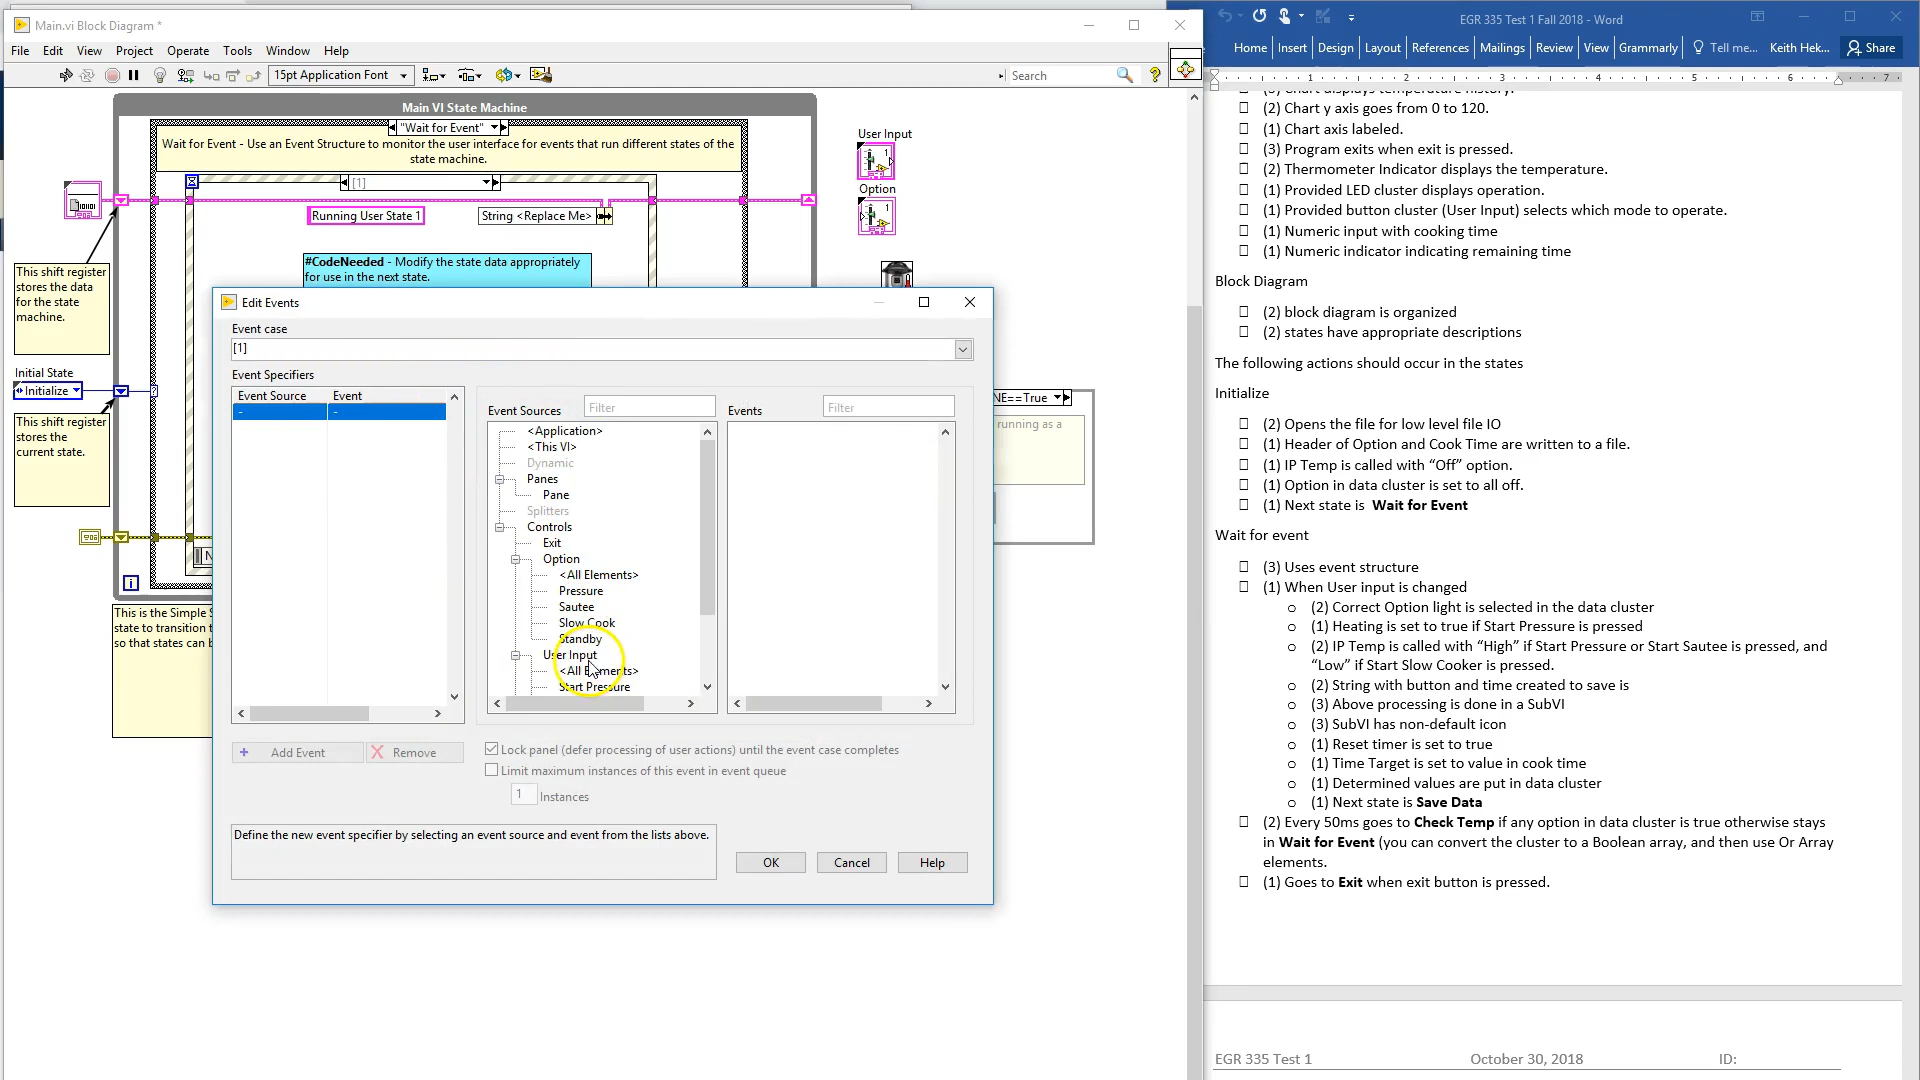 Main.vi Block Diagram *
File Edit View Project Operate Tools Window Help
15pt Application Font
Search
Main VI State Machine
"Wait for Event"
Wait for Event - Use an Event Structure to monitor the user interface for events that run different states of the
state machine.
[1]
Running User State 1
String <Replace Me>
#CodeNeeded - Modify the state data appropriately
for use in the next state.
This shift register
stores the data
for the state
machine.
Initial State
Initialize
This shift register
stores the
current state.
i
This is the Simple S
state to transition t
so that states can b
User Input
Option
NE==True
running as a
Edit Events
Event case
[1]
Event Specifiers
Event Source Event
- -
Event Sources Filter
<Application>
<This VI>
Dynamic
Panes
Pane
Splitters
Controls
Exit
Option
<All Elements>
Pressure
Sautee
Slow Cook
Standby
User Input
<All Elements>
Start Pressure
Events Filter
Add Event Remove
Lock panel (defer processing of user actions) until the event case completes
Limit maximum instances of this event in event queue
1 Instances
Define the new event specifier by selecting an event source and event from the lists above.
OK Cancel Help
EGR 335 Test 1 Fall 2018 - Word
Home Insert Design Layout References Mailings Review View Grammarly Tell me... Keith Hek... Share
1 2 3 4 5 6 7
Chart displays temperature history.
(2) Chart y axis goes from 0 to 120.
(1) Chart axis labeled.
(3) Program exits when exit is pressed.
(2) Thermometer Indicator displays the temperature.
(1) Provided LED cluster displays operation.
(1) Provided button cluster (User Input) selects which mode to operate.
(1) Numeric input with cooking time
(1) Numeric indicator indicating remaining time
Block Diagram
(2) block diagram is organized
(2) states have appropriate descriptions
The following actions should occur in the states
Initialize
(2) Opens the file for low level file IO
(1) Header of Option and Cook Time are written to a file.
(1) IP Temp is called with “Off” option.
(1) Option in data cluster is set to all off.
(1) Next state is Wait for Event
Wait for event
(3) Uses event structure
(1) When User input is changed
o (2) Correct Option light is selected in the data cluster
o (1) Heating is set to true if Start Pressure is pressed
o (2) IP Temp is called with “High” if Start Pressure or Start Sautee is pressed, and
“Low” if Start Slow Cooker is pressed.
o (2) String with button and time created to save is
o (3) Above processing is done in a SubVI
o (3) SubVI has non-default icon
o (1) Reset timer is set to true
o (1) Time Target is set to value in cook time
o (1) Determined values are put in data cluster
o (1) Next state is Save Data
(2) Every 50ms goes to Check Temp if any option in data cluster is true otherwise stays
in Wait for Event (you can convert the cluster to a Boolean array, and then use Or Array
elements.
(1) Goes to Exit when exit button is pressed.
EGR 335 Test 1 October 30, 2018 ID: